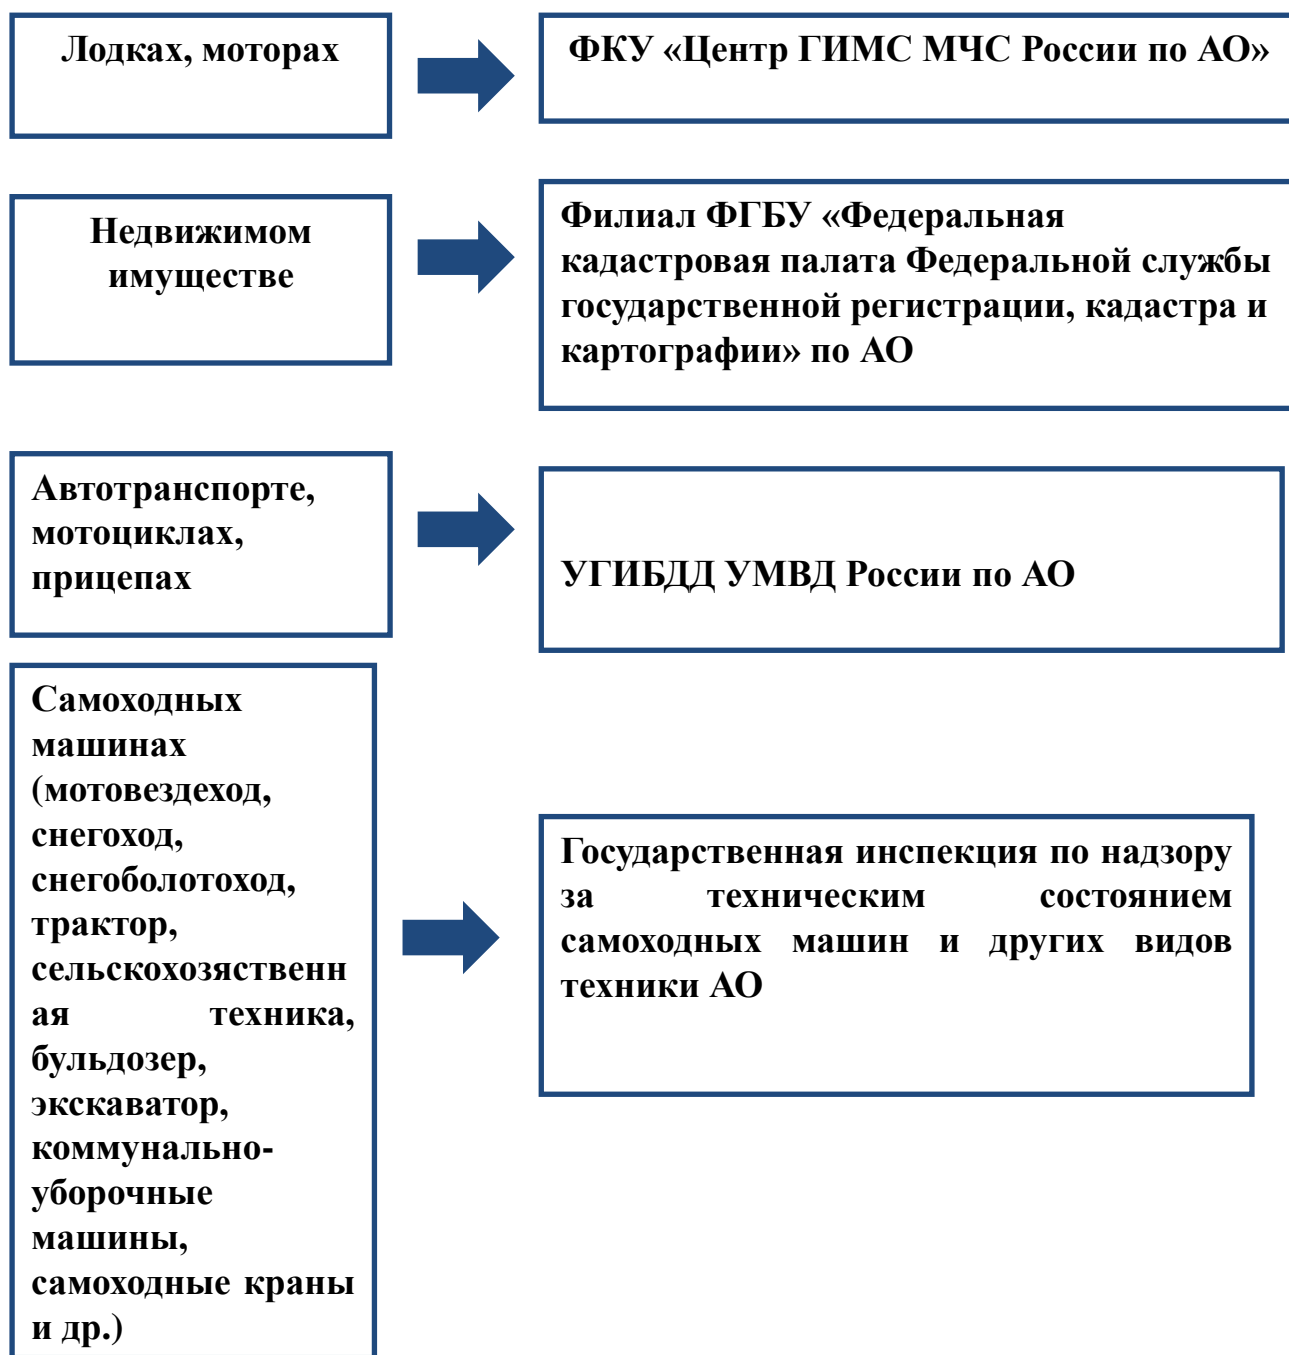 Лодках, моторах
ФКУ «Центр ГИМС МЧС России по АО»
Недвижимом
имуществе
Филиал ФГБУ «Федеральная
кадастровая палата Федеральной службы
государственной регистрации, кадастра и
картографии» по АО
Автотранспорте,
мотоциклах,
прицепах
УГИБДД УМВД России по АО
Самоходных
машинах
(мотовездеход,
снегоход,
снегоболотоход,
трактор,
сельскохозяственн
ая техника,
бульдозер,
экскаватор,
коммунально-
уборочные
машины,
самоходные краны
и др.)
Государственная инспекция по надзору
за техническим состоянием
самоходных машин и других видов
техники АО